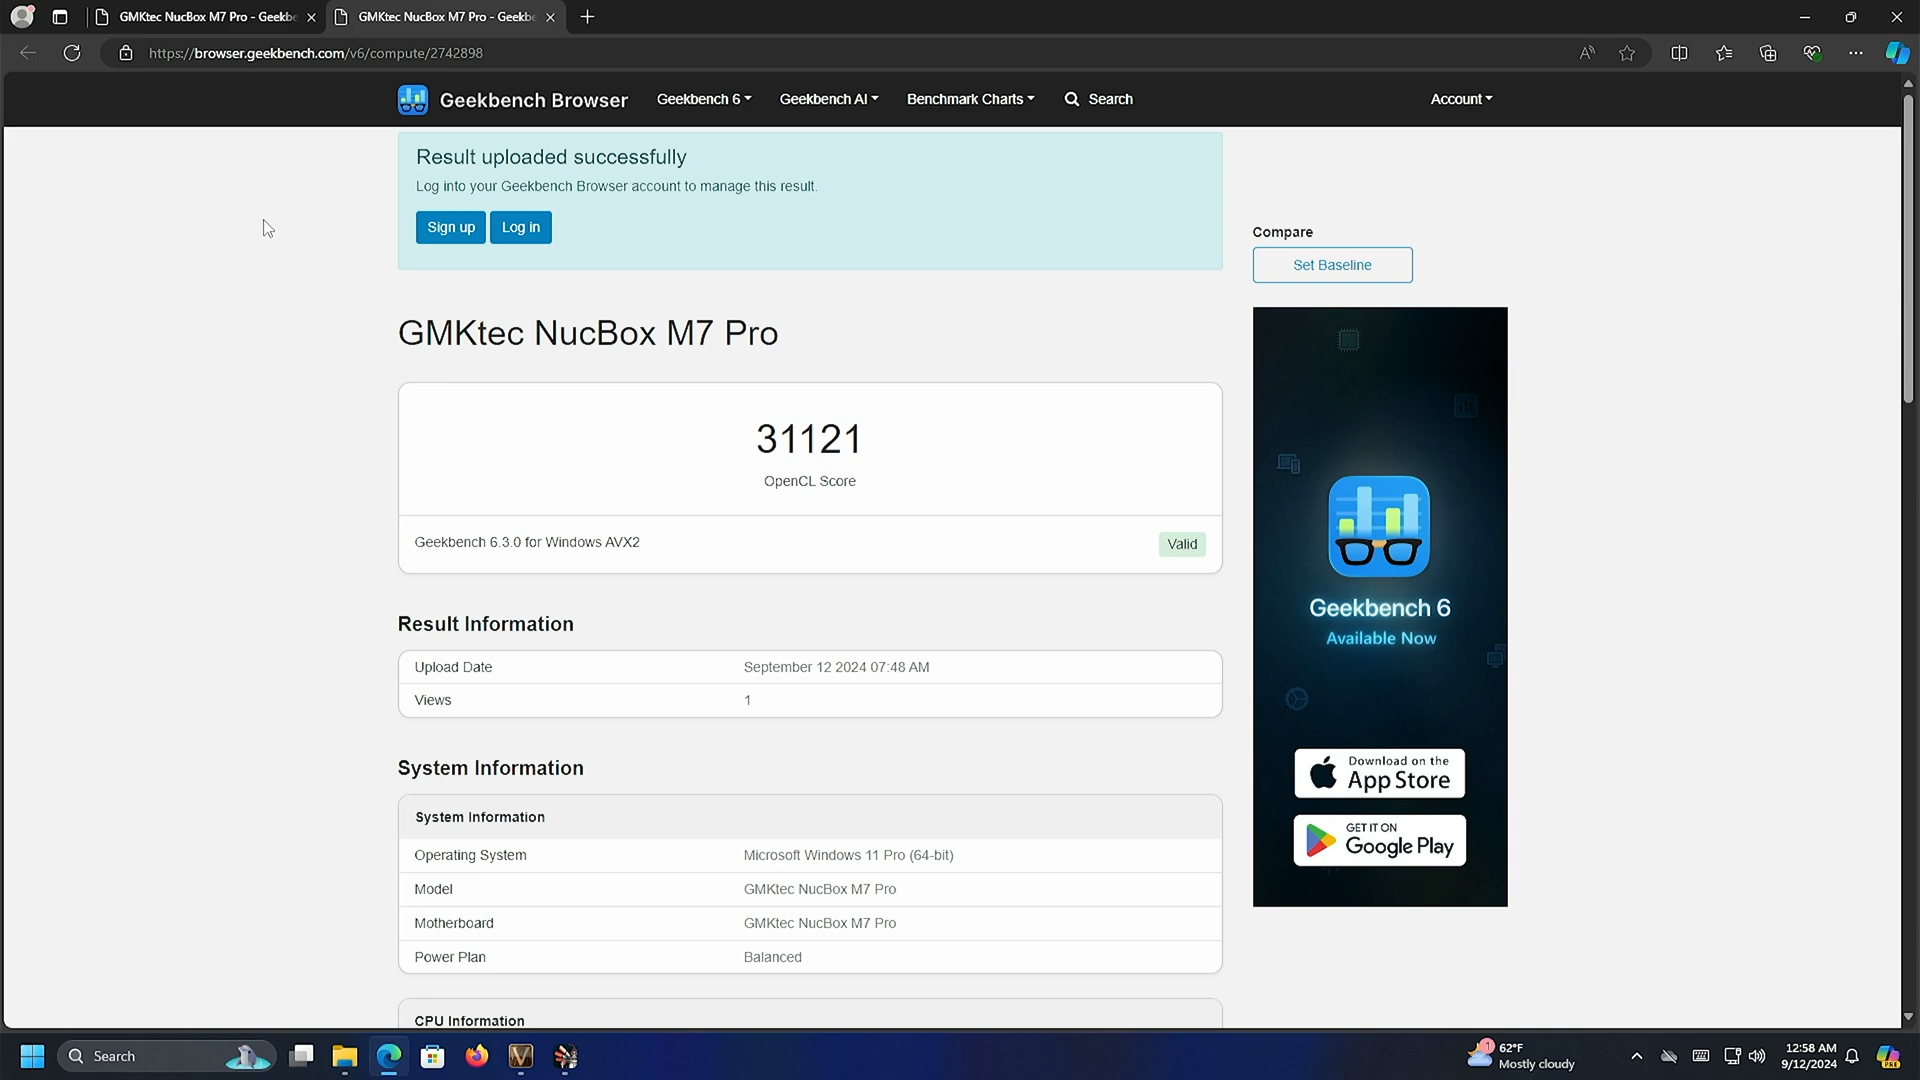 GMKtec NucBox M7 Pro - Geekbe
GMKtec NucBox M7 Pro - Geekbe
https://browser.geekbench.com/v6/compute/2742898
Geekbench Browser
Geekbench 6
Geekbench AI
Benchmark Charts
Search
Account
Result uploaded successfully
Log into your Geekbench Browser account to manage this result.
Sign up
Log in
Compare
Set Baseline
GMKtec NucBox M7 Pro
31121
OpenCL Score
Geekbench 6.3.0 for Windows AVX2
Valid
Result Information
Upload Date
September 12 2024 07:48 AM
Views
1
System Information
System Information
Operating System
Microsoft Windows 11 Pro (64-bit)
Model
GMKtec NucBox M7 Pro
Motherboard
GMKtec NucBox M7 Pro
Power Plan
Balanced
CPU Information
Geekbench 6
Available Now
Download on the
App Store
GET IT ON
Google Play
Search
1
62°F
Mostly cloudy
12:58 AM
9/12/2024
PRE